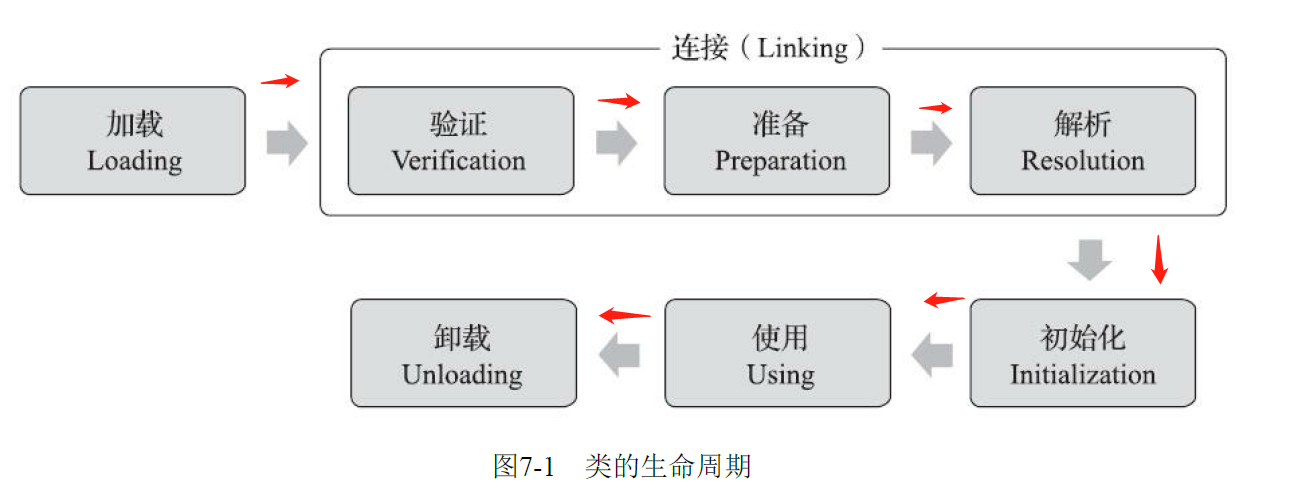 连接（Linking）
加载
Loading
验证
Verification
准备
Preparation
解析
Resolution
初始化
Initialization
使用
Using
卸载
Unloading
图7-1 类的生命周期